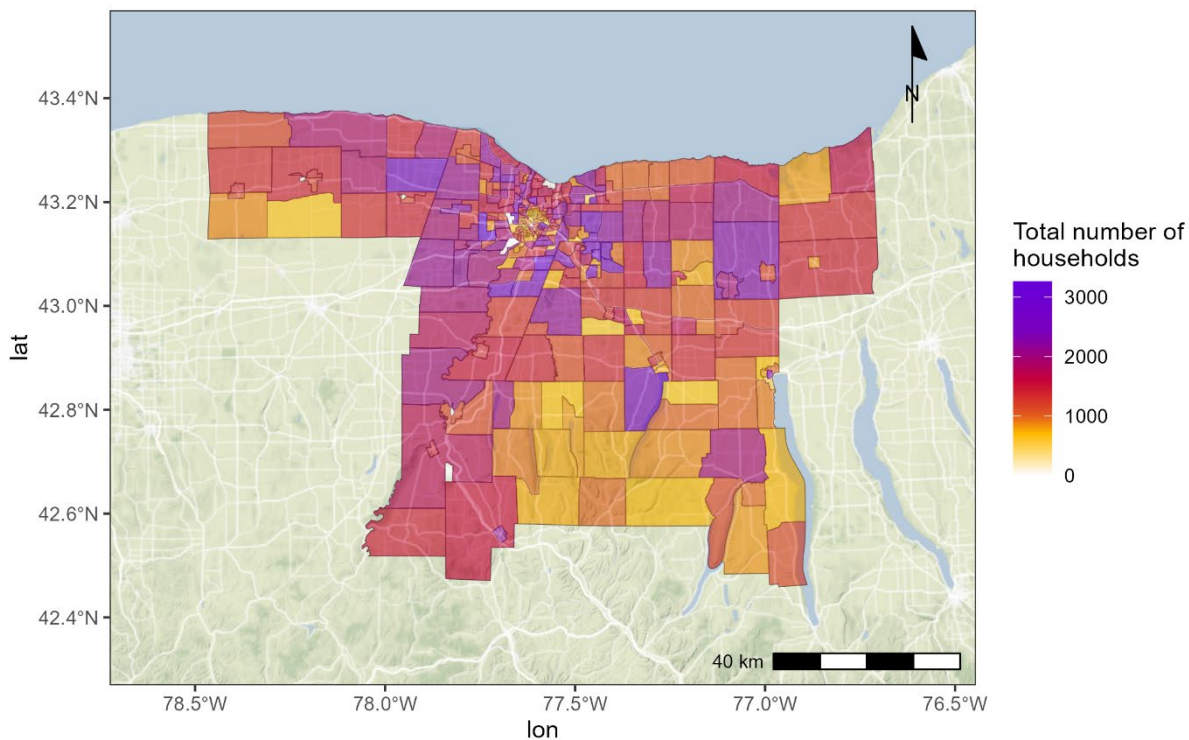 43.4°N
43.2°N
43.0°N
42.8°N
42.6°N
42.4°N
lat
N
40 km
78.5°W 78.0°W 77.5°W 77.0°W 76.5°W
lon
Total number of
households
3000
2000
1000
0